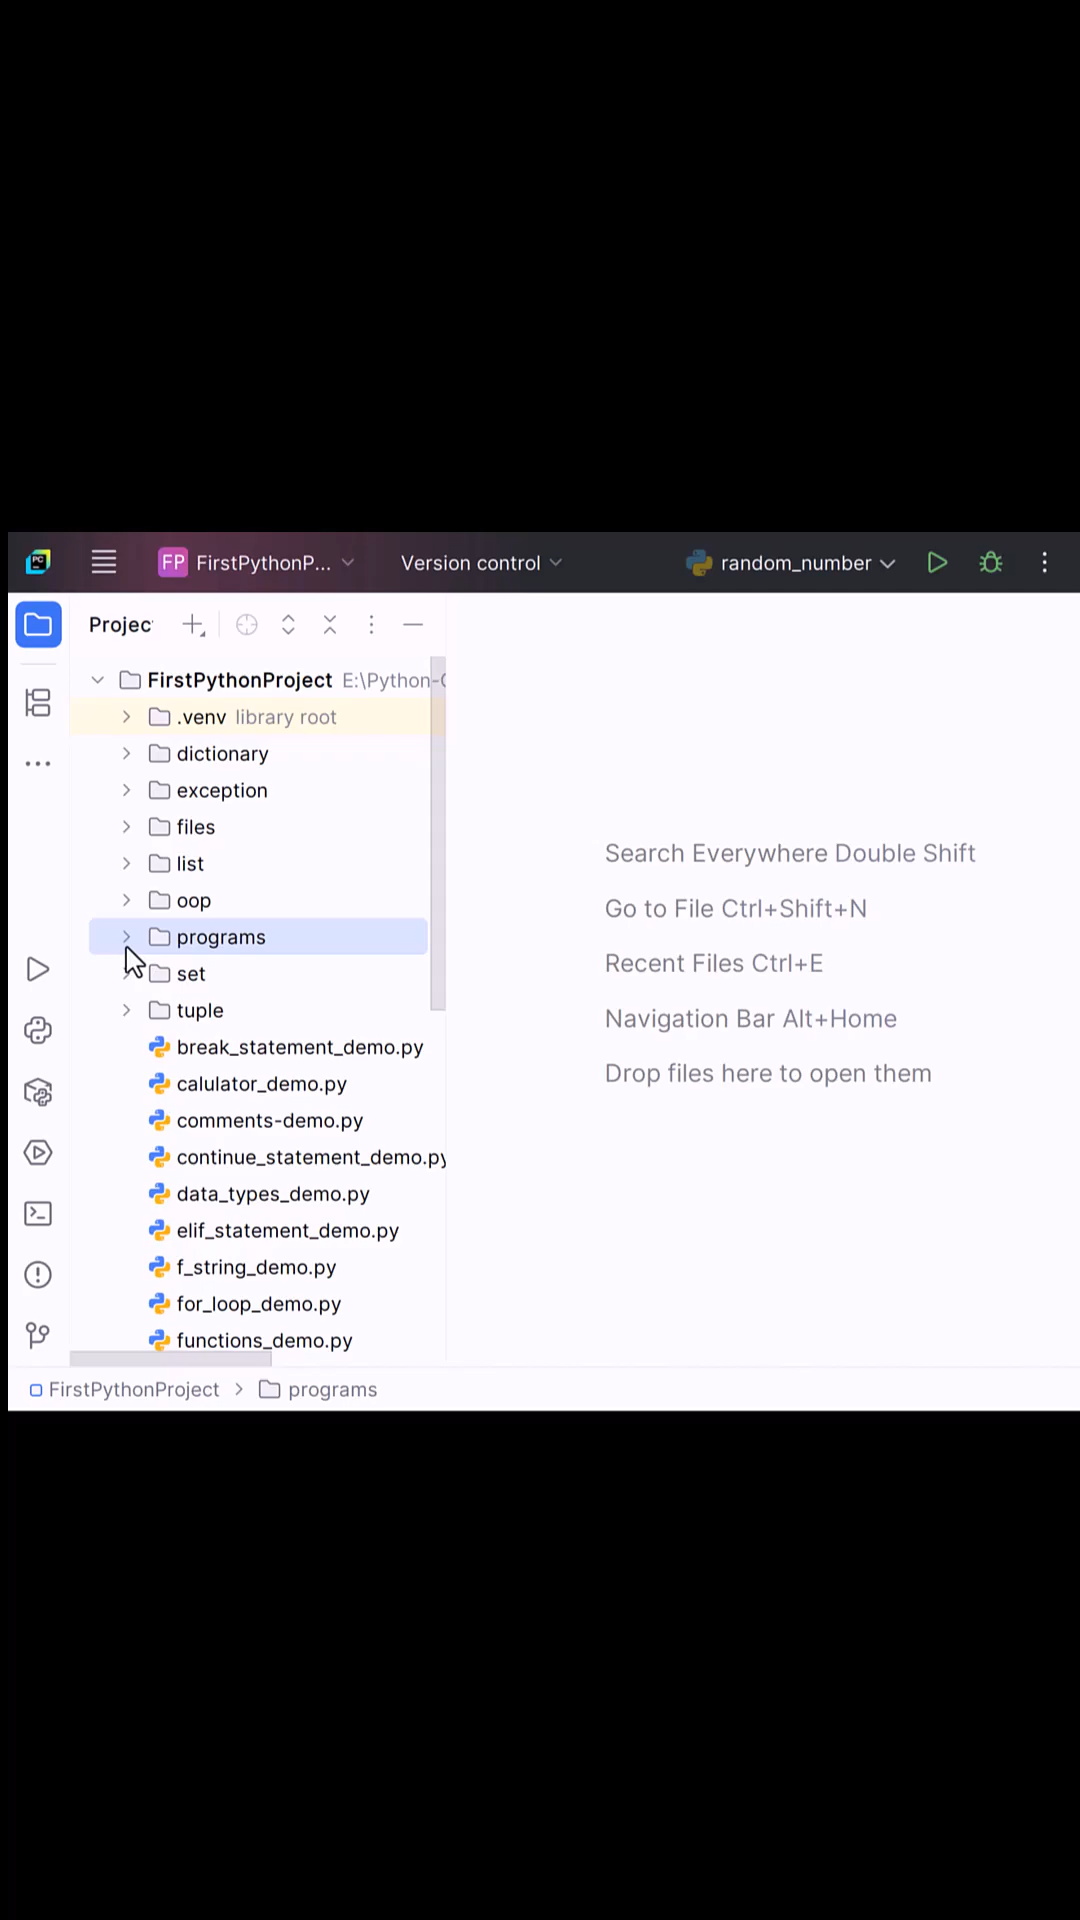 PC
FP FirstPythonP... Version control random_number
Projec
FirstPythonProject E:\Python-
.venv library root
dictionary
exception
files
list
oop
programs
set
tuple
break_statement_demo.py
calulator_demo.py
comments-demo.py
continue_statement_demo.py
data_types_demo.py
elif_statement_demo.py
f_string_demo.py
for_loop_demo.py
functions_demo.py
Search Everywhere Double Shift
Go to File Ctrl+Shift+N
Recent Files Ctrl+E
Navigation Bar Alt+Home
Drop files here to open them
FirstPythonProject > programs